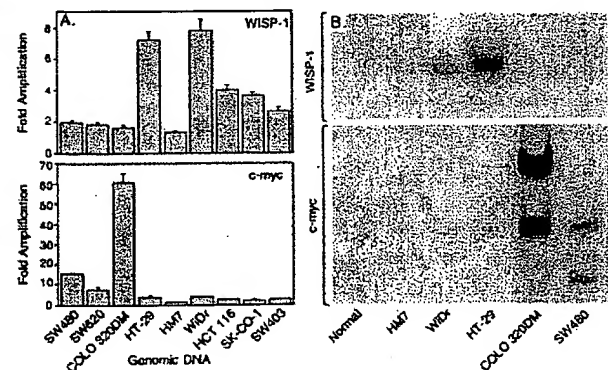 A.
WISP-1
Fold Amplification
8
6
4
2
0
c-myc
Fold Amplification
70
60
50
40
30
20
10
0
SW480
SW620
COLO 320DM
HT-29
HM7
WiDr
HCT 116
SK-CO-1
SW403
Genomic DNA
B.
WISP-1
c-myc
Normal
HM7
WiDr
HT-29
COLO 320DM
SW480